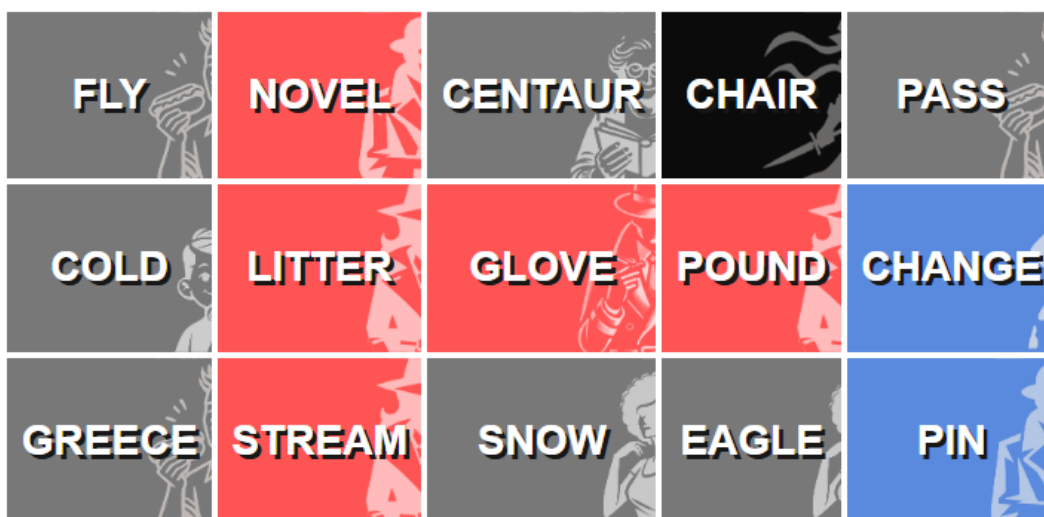 FLY NOVEL CENTAUR CHAIR PASS
COLD LITTER GLOVE POUND CHANGE
GREECE STREAM SNOW EAGLE PIN